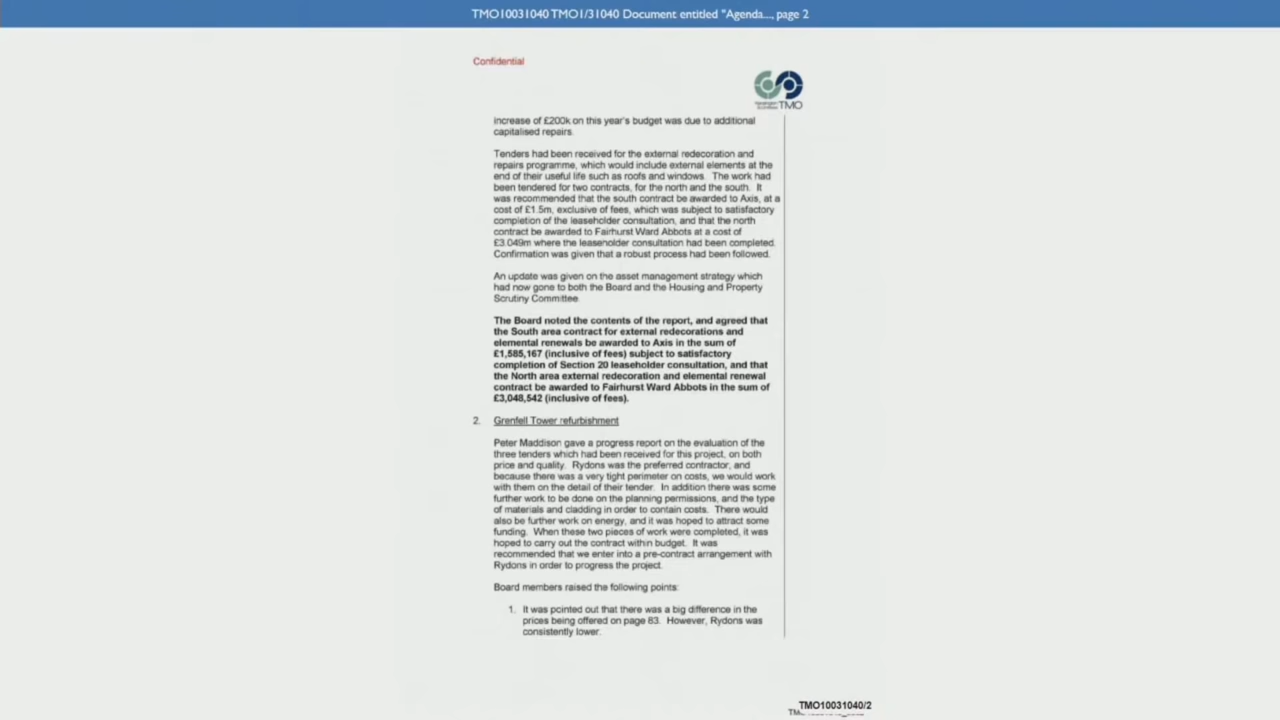 TMO10031040 TMO1/31040 Document entitled "Agenda..., page 2
Confidential
TMO
increase of £200k on this year's budget was due to additional
capitalised repairs.
Tenders had been received for the external redecoration and
repairs programme, which would include external elements at the
end of their useful life such as roofs and windows. The work had
been tendered for two contracts, for the north and the south. It
was recommended that the south contract be awarded to Axis, at a
cost of £1.5m, exclusive of fees, which was subject to satisfactory
completion of the leaseholder consultation, and that the north
contract be awarded to Fairhurst Ward Abbots at a cost of
£3.049m where the leaseholder consultation had been completed.
Confirmation was given that a robust process had been followed.
An update was given on the asset management strategy which
had now gone to both the Board and the Housing and Property
Scrutiny Committee
The Board noted the contents of the report, and agreed that
the South area contract for external redecorations and
elemental renewals be awarded to Axis in the sum of
£1,585,167 (inclusive of fees) subject to satisfactory
completion of Section 20 leaseholder consultation, and that
the North area external redecoration and elemental renewal
contract be awarded to Fairhurst Ward Abbots in the sum of
£3,048,542 (inclusive of fees).
2. Grenfell Tower refurbishment
Peter Maddison gave a progress report on the evaluation of the
three tenders which had been received for this project, on both
price and quality. Rydons was the preferred contractor, and
because there was a very tight perimeter on costs, we would work
with them on the detail of their tender. In addition there was some
further work to be done on the planning permissions, and the type
of materials and cladding in order to contain costs. There would
also be further work on energy, and it was hoped to attract some
funding. When these two pieces of work were completed, it was
hoped to carry out the contract within budget. It was
recommended that we enter into a pre-contract arrangement with
Rydons in order to progress the project.
Board members raised the following points:
1. It was pointed out that there was a big difference in the
prices being offered on page 83. However, Rydons was
consistently lower.
TMO10031040/2